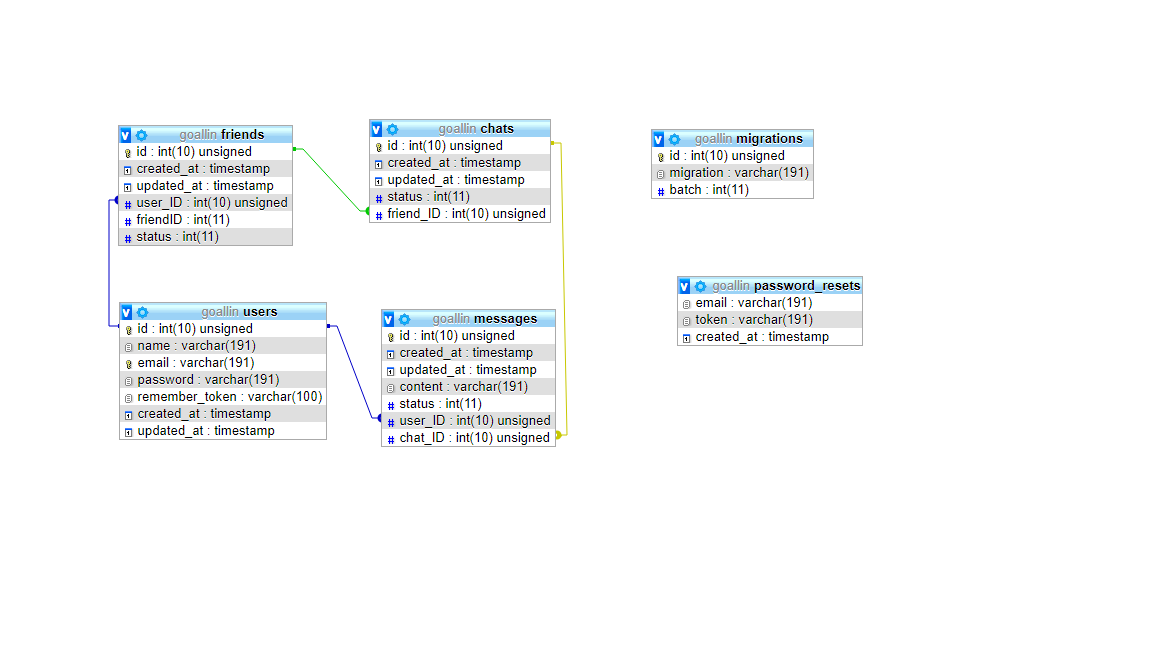 goallin friends
id : int(10) unsigned
created_at : timestamp
updated_at : timestamp
user_ID : int(10) unsigned
friendID : int(11)
status : int(11)
goallin chats
id : int(10) unsigned
created_at : timestamp
updated_at : timestamp
status : int(11)
friend_ID : int(10) unsigned
goallin migrations
id : int(10) unsigned
migration : varchar(191)
batch : int(11)
goallin users
id : int(10) unsigned
name : varchar(191)
email : varchar(191)
password : varchar(191)
remember_token : varchar(100)
created_at : timestamp
updated_at : timestamp
goallin messages
id : int(10) unsigned
created_at : timestamp
updated_at : timestamp
content : varchar(191)
status : int(11)
user_ID : int(10) unsigned
chat_ID : int(10) unsigned
goallin password_resets
email : varchar(191)
token : varchar(191)
created_at : timestamp